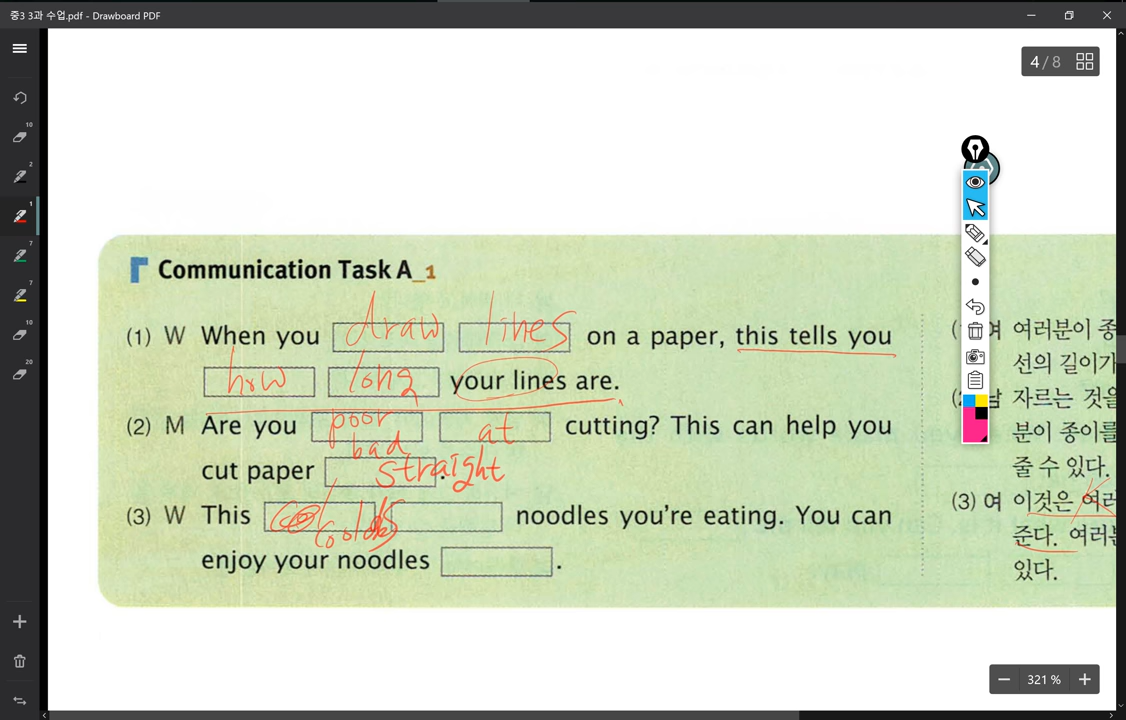 중3 3과 수업.pdf - Drawboard PDF
4 / 8
10
2
1
7
7
10
20
Communication Task A_1
(1) W When you draw lines on a paper, this tells you
how long your lines are.
(2) M Are you poor bad at cutting? This can help you
cut paper straight.
(3) W This cools noodles you're eating. You can
enjoy your noodles .
여 여러분이 종
선의 길이가
남 자르는 것을
분이 종이를
줄 수 있다.
(3) 여 이것은 여러
준다. 여러분
있다.
321 %